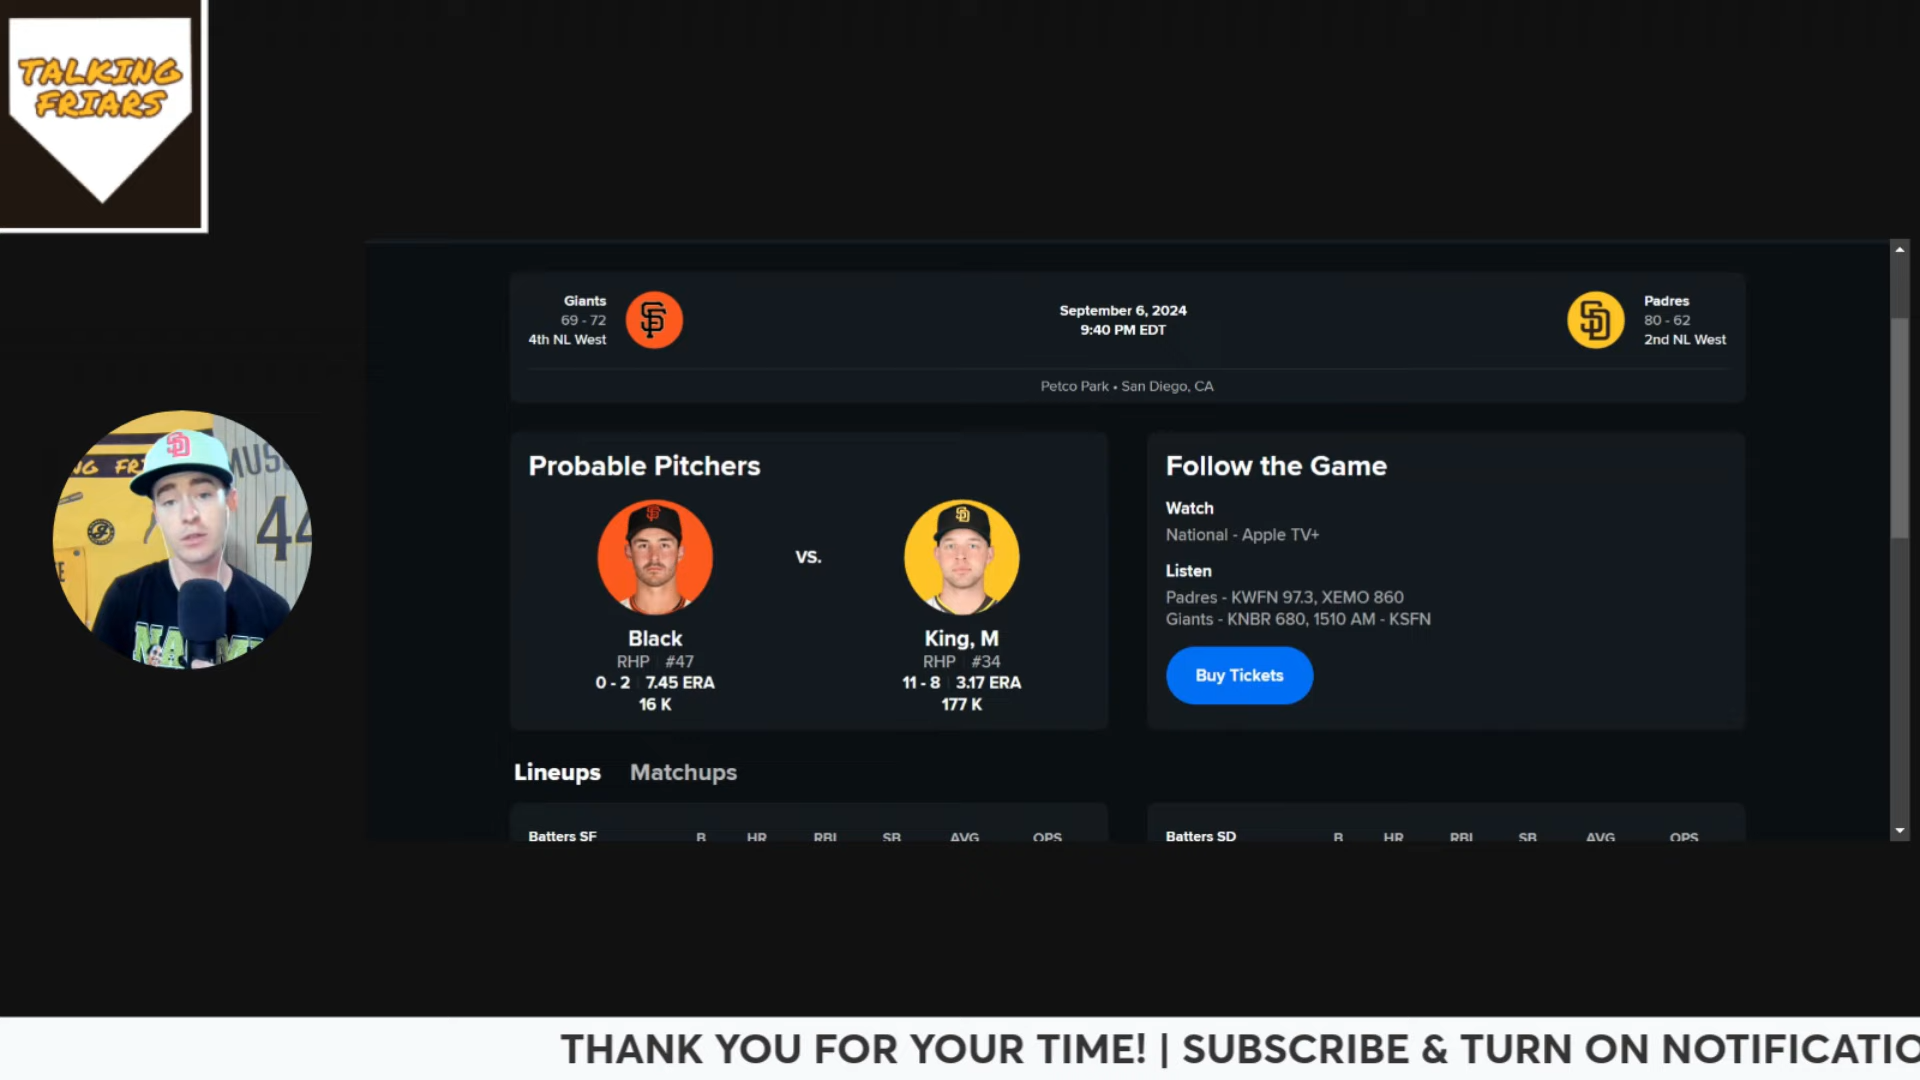 TALKING
FRIARS
Giants
69 - 72
4th NL West
September 6, 2024
9:40 PM EDT
Padres
80 - 62
2nd NL West
Petco Park • San Diego, CA
Probable Pitchers
VS.
Black
RHP #47
0 - 2 7.45 ERA
16 K
King, M
RHP #34
11 - 8 3.17 ERA
177 K
Follow the Game
Watch
National - Apple TV+
Listen
Padres - KWFN 97.3, XEMO 860
Giants - KNBR 680, 1510 AM - KSFN
Buy Tickets
Lineups Matchups
Batters SF B HR RBI SB AVG OPS
Batters SD B HR RBI SB AVG OPS
SD
44
THANK YOU FOR YOUR TIME! | SUBSCRIBE & TURN ON NOTIFICATIO